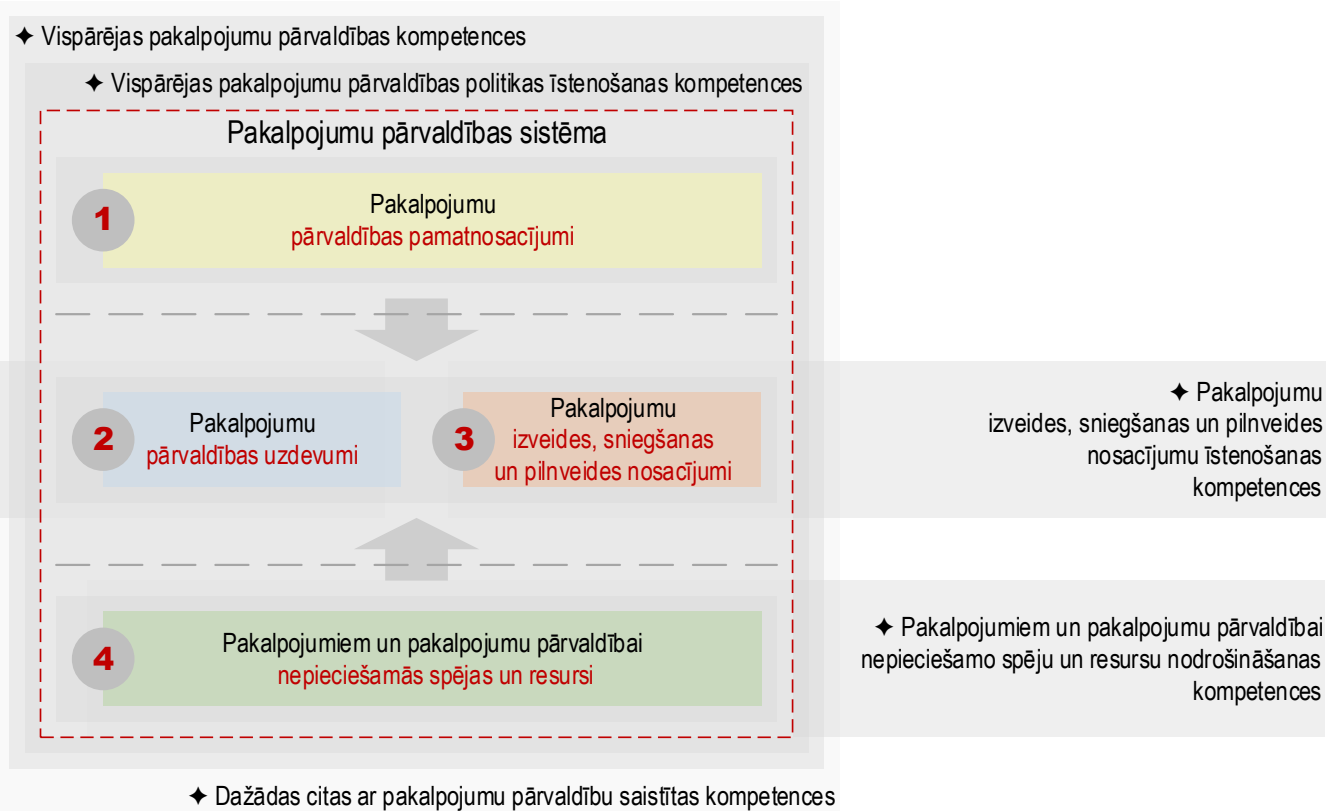 ✦ Vispārējas pakalpojumu pārvaldības kompetences
✦ Vispārējas pakalpojumu pārvaldības politikas īstenošanas kompetences
Pakalpojumu pārvaldības sistēma
1
Pakalpojumu
pārvaldības pamatnosacījumi
2
Pakalpojumu
pārvaldības uzdevumi
3
Pakalpojumu
izveides, sniegšanas
un pilnveides nosacījumi
✦ Pakalpojumu
izveides, sniegšanas un pilnveides
nosacījumu īstenošanas
kompetences
4
Pakalpojumiem un pakalpojumu pārvaldībai
nepieciešamās spējas un resursi
✦ Pakalpojumiem un pakalpojumu pārvaldībai
nepieciešamo spēju un resursu nodrošināšanas
kompetences
✦ Dažādas citas ar pakalpojumu pārvaldību saistītas kompetences